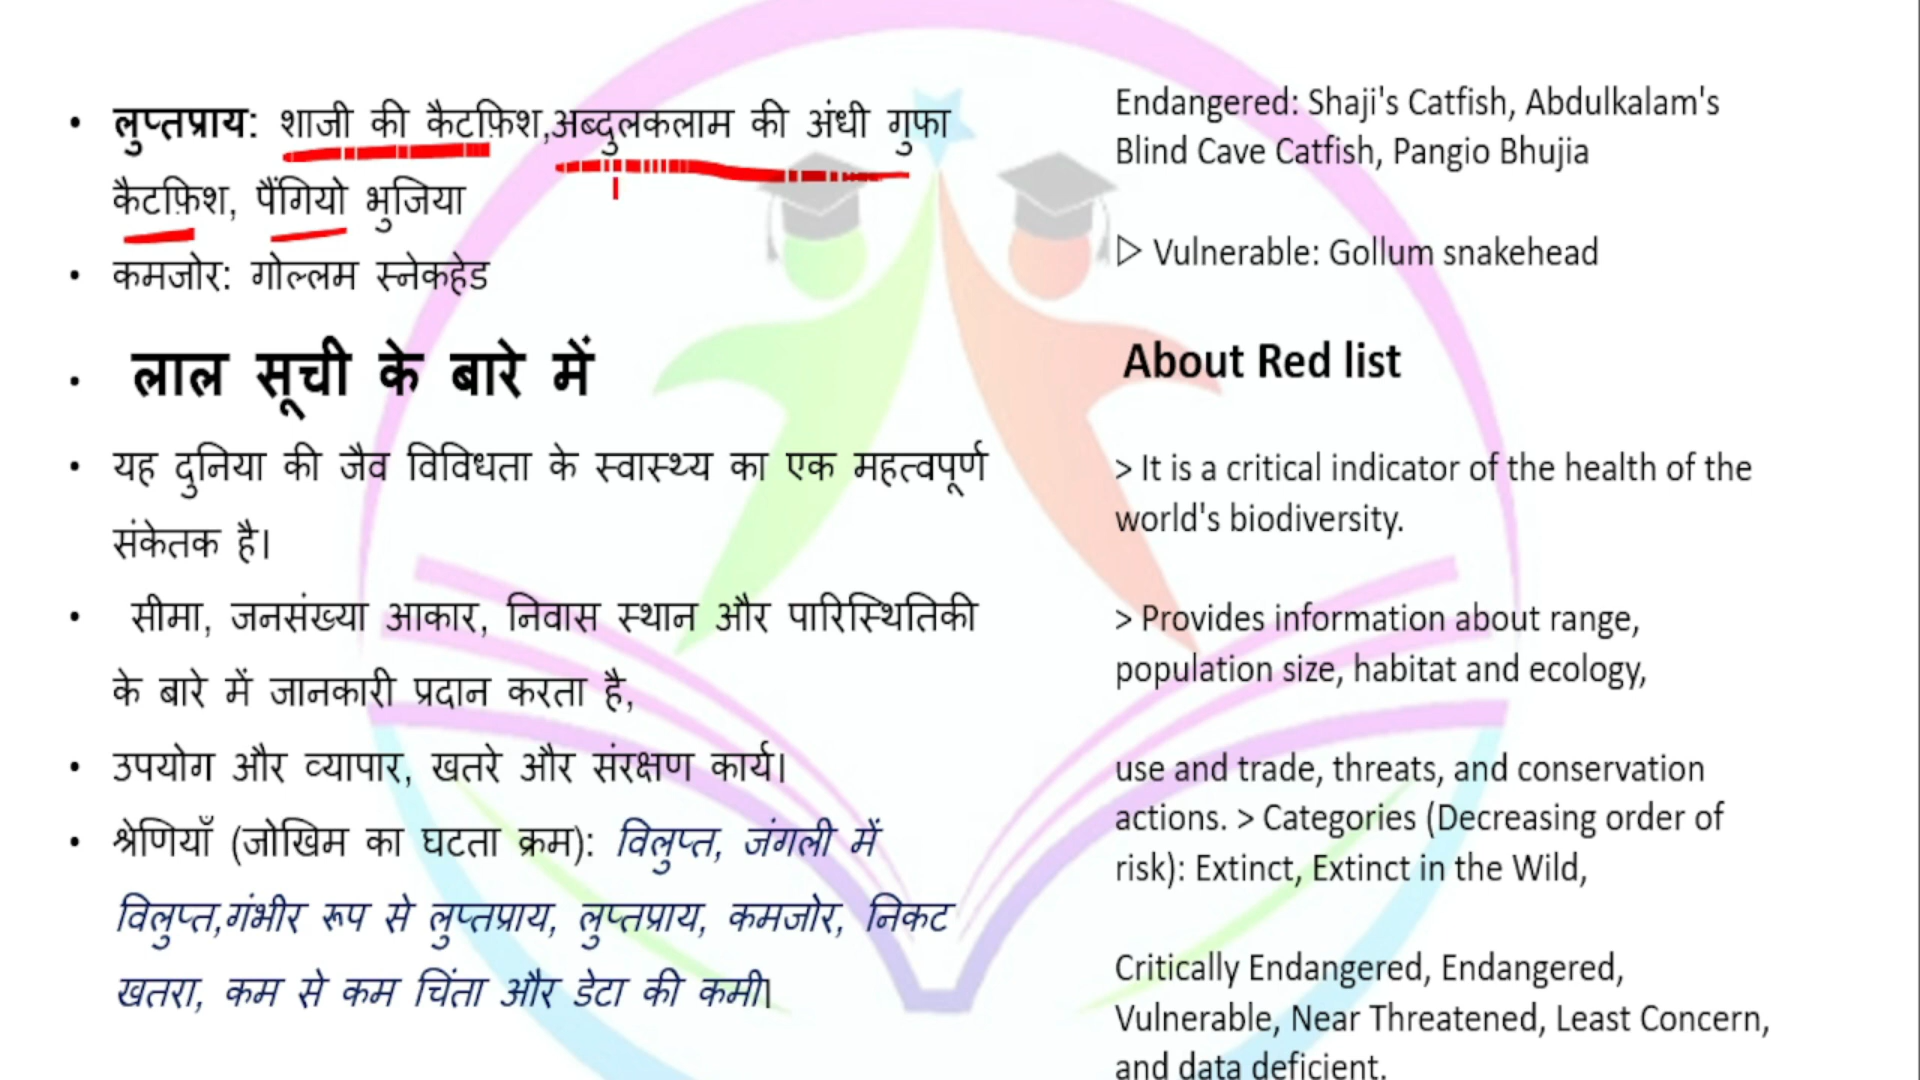 • लुप्तप्राय: शाजी की कैटफ़िश,अब्दुलकलाम की अंधी गुफा
कैटफ़िश, पैंगियो भुजिया
• कमजोर: गोल्लम स्नेकहेड
• लाल सूची के बारे में
• यह दुनिया की जैव विविधता के स्वास्थ्य का एक महत्वपूर्ण
संकेतक है।
• सीमा, जनसंख्या आकार, निवास स्थान और पारिस्थितिकी
के बारे में जानकारी प्रदान करता है,
• उपयोग और व्यापार, खतरे और संरक्षण कार्य।
• श्रेणियाँ (जोखिम का घटता क्रम): विलुप्त, जंगली में
विलुप्त,गंभीर रूप से लुप्तप्राय, लुप्तप्राय, कमजोर, निकट
खतरा, कम से कम चिंता और डेटा की कमी।
Endangered: Shaji's Catfish, Abdulkalam's
Blind Cave Catfish, Pangio Bhujia
▷ Vulnerable: Gollum snakehead
About Red list
> It is a critical indicator of the health of the
world's biodiversity.
> Provides information about range,
population size, habitat and ecology,
use and trade, threats, and conservation
actions. > Categories (Decreasing order of
risk): Extinct, Extinct in the Wild,
Critically Endangered, Endangered,
Vulnerable, Near Threatened, Least Concern,
and data deficient.